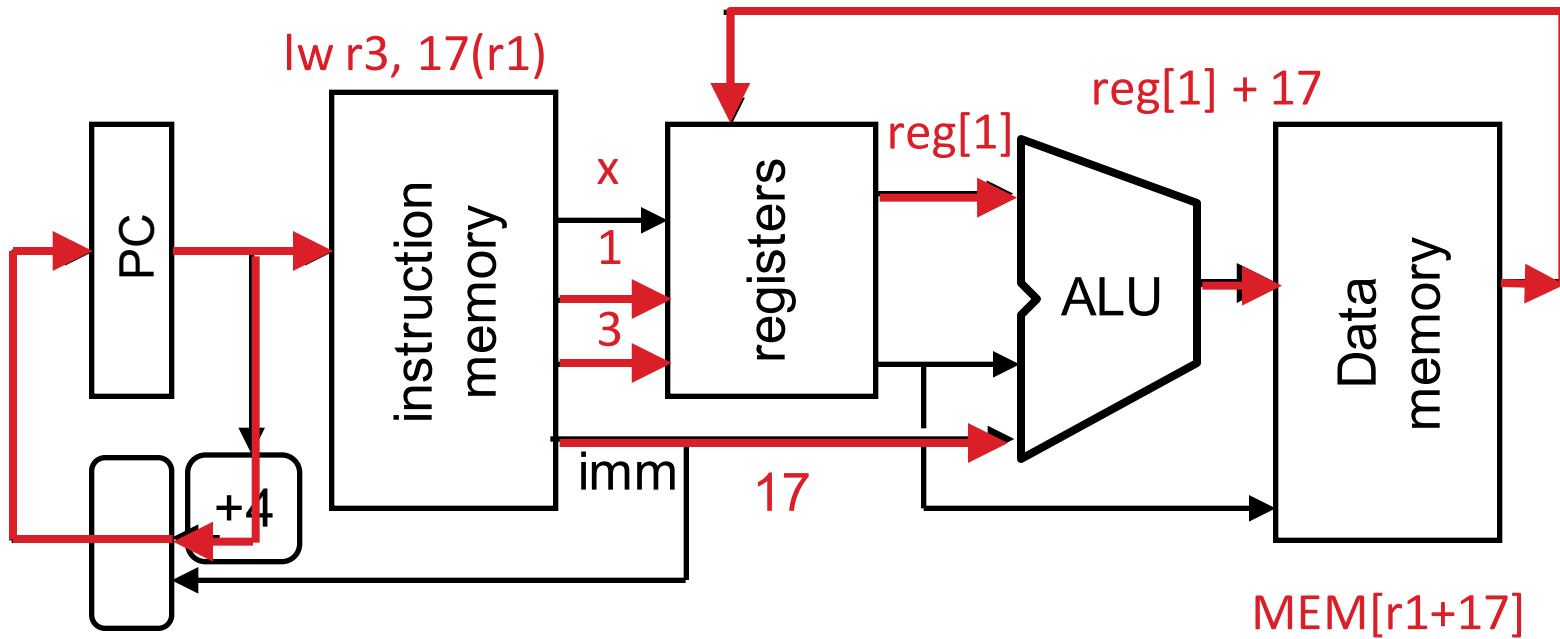 lw r3, 17(r1)
reg[1] + 17
reg[1]
x
1
3
PC
instruction
memory
registers
ALU
Data
memory
+4
imm
17
MEM[r1+17]